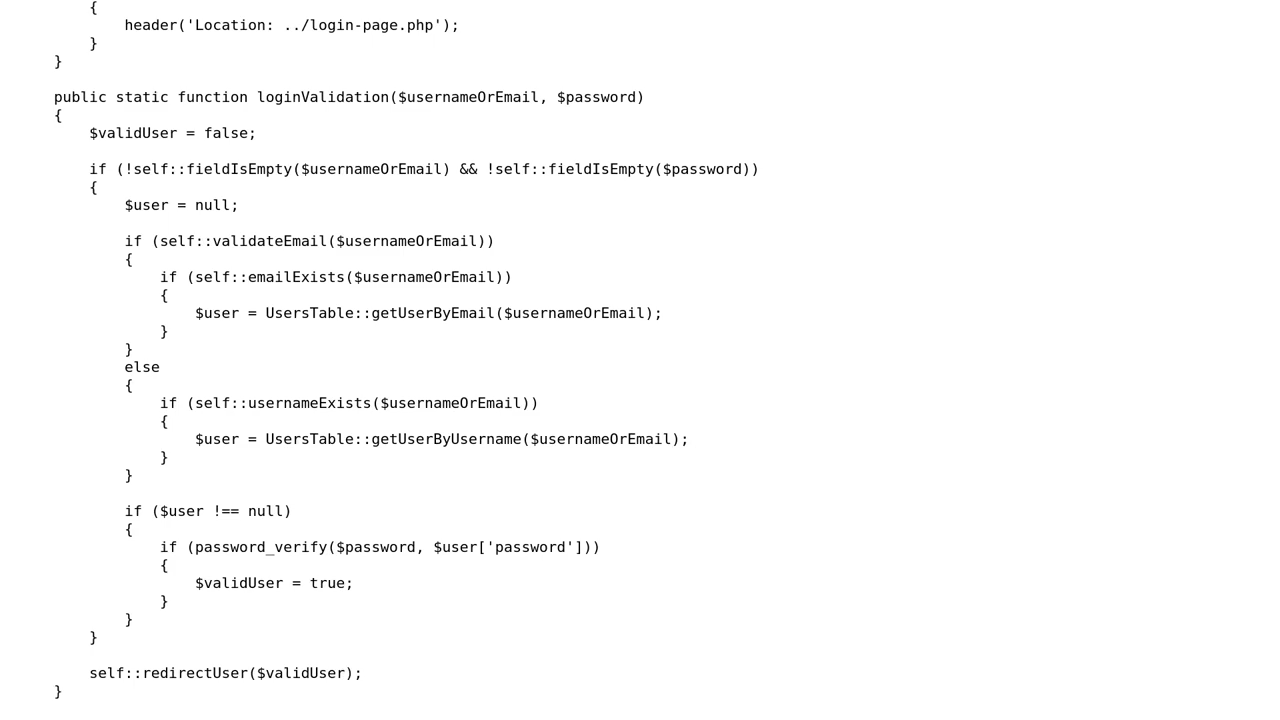 {
header('Location: ../login-page.php');
}
}
public static function loginValidation($usernameOrEmail, $password)
{
$validUser = false;
if (!self::fieldIsEmpty($usernameOrEmail) && !self::fieldIsEmpty($password))
{
$user = null;
if (self::validateEmail($usernameOrEmail))
{
if (self::emailExists($usernameOrEmail))
{
$user = UsersTable::getUserByEmail($usernameOrEmail);
}
}
else
{
if (self::usernameExists($usernameOrEmail))
{
$user = UsersTable::getUserByUsername($usernameOrEmail);
}
}
if ($user !== null)
{
if (password_verify($password, $user['password']))
{
$validUser = true;
}
}
}
self::redirectUser($validUser);
}